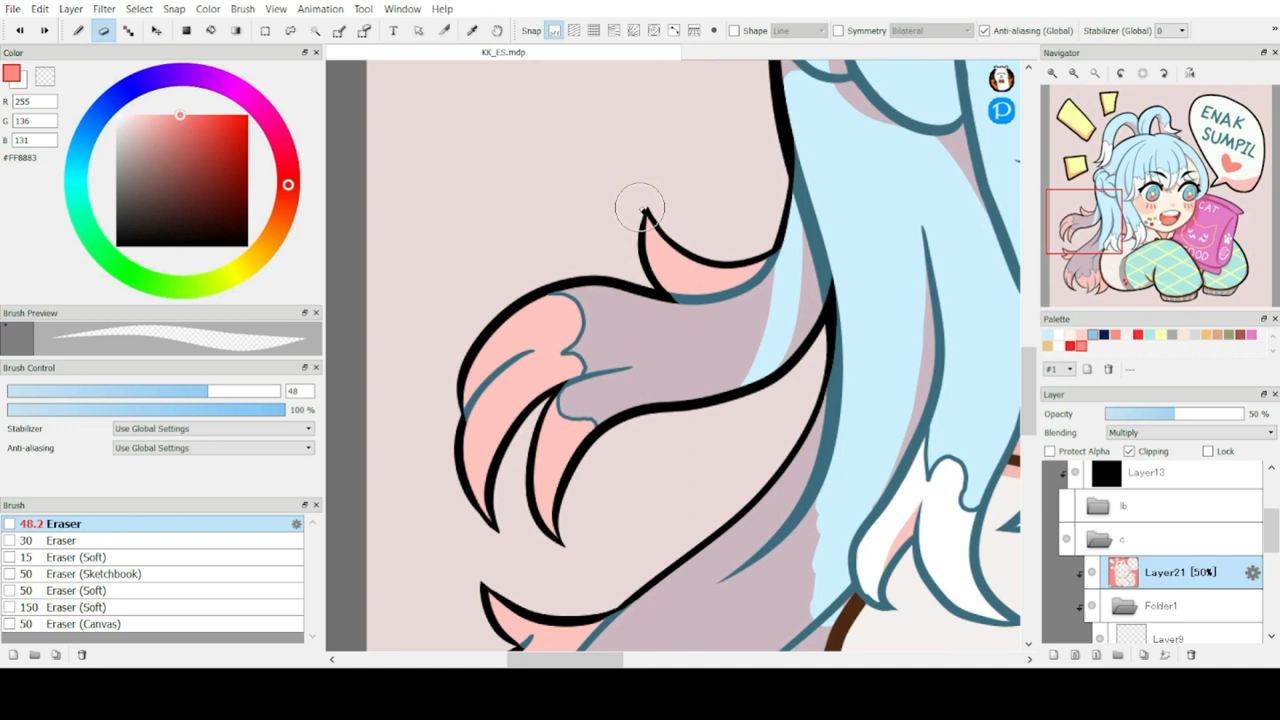 File Edit Layer Filter Select Snap Color Brush View Animation Tool Window Help
Snap Shape Line Symmetry Bilateral Anti-aliasing (Global) Stabilizer (Global) 0
Color
KK_ES.mdp
Navigator
R 255
G 136
B 131
#FF8883
ENAK
SUMPIL
CAT
FOOD
Brush Preview
Palette
Brush Control
48
100 %
#1
---
Stabilizer Use Global Settings
Anti-aliasing Use Global Settings
Layer
Opacity 50 %
Blending Multiply
Protect Alpha Clipping Lock
Layer13
lb
c
Layer21 [50%]
Folder1
Layer9
Brush
48.2 Eraser
30 Eraser
15 Eraser (Soft)
50 Eraser (Sketchbook)
50 Eraser (Soft)
150 Eraser (Soft)
50 Eraser (Canvas)